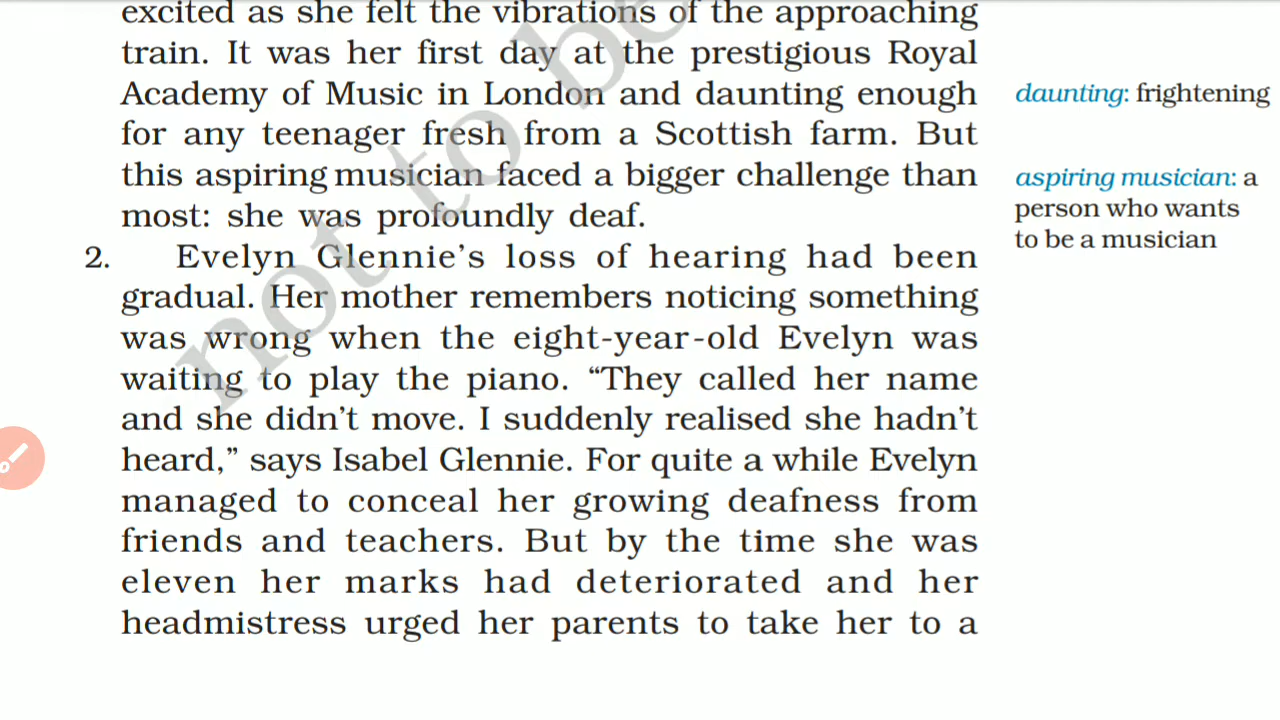 excited as she felt the vibrations of the approaching
train. It was her first day at the prestigious Royal
Academy of Music in London and daunting enough
for any teenager fresh from a Scottish farm. But
this aspiring musician faced a bigger challenge than
most: she was profoundly deaf.
2. Evelyn Glennie’s loss of hearing had been
gradual. Her mother remembers noticing something
was wrong when the eight-year-old Evelyn was
waiting to play the piano. “They called her name
and she didn’t move. I suddenly realised she hadn’t
heard,” says Isabel Glennie. For quite a while Evelyn
managed to conceal her growing deafness from
friends and teachers. But by the time she was
eleven her marks had deteriorated and her
headmistress urged her parents to take her to a
daunting: frightening
aspiring musician: a
person who wants
to be a musician
not to be